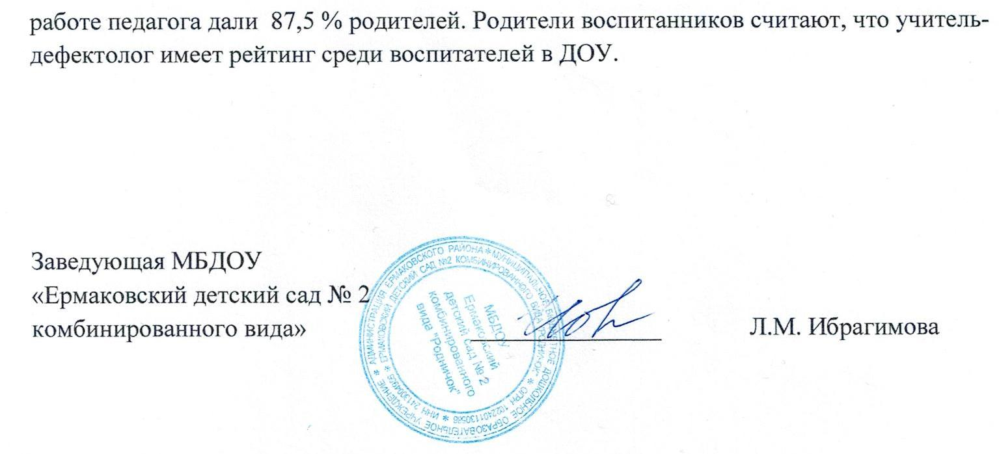 работе педагога дали 87,5 % родителей. Родители воспитанников считают, что учитель-
дефектолог имеет рейтинг среди воспитателей в ДОУ.
Заведующая МБДОУ
«Ермаковский детский сад № 2
комбинированного вида»
Л.М. Ибрагимова
АДМИНИСТРАЦИЯ ЕРМАКОВСКОГО РАЙОНА * МУНИЦИПАЛЬНОЕ БЮДЖЕТНОЕ ДОШКОЛЬНОЕ ОБРАЗОВАТЕЛЬНОЕ УЧРЕЖДЕНИЕ *
ЕРМАКОВСКИЙ ДЕТСКИЙ САД №2 КОМБИНИРОВАННОГО ВИДА "РОДНИЧОК" * ОГРН * ИНН
МБДОУ
Ермаковский
детский сад № 2
комбинированного
вида "Родничок"